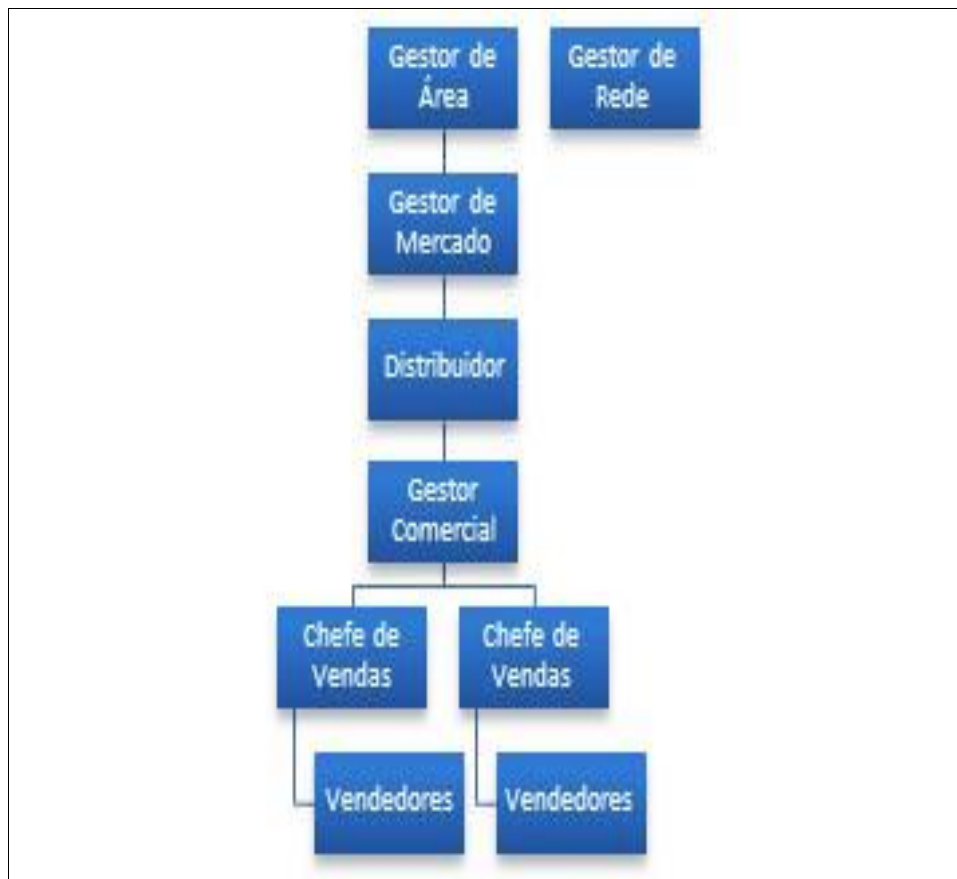 Gestor de
Área
Gestor de
Rede
Gestor de
Mercado
Distribuidor
Gestor
Comercial
Chefe de
Vendas
Chefe de
Vendas
Vendedores
Vendedores